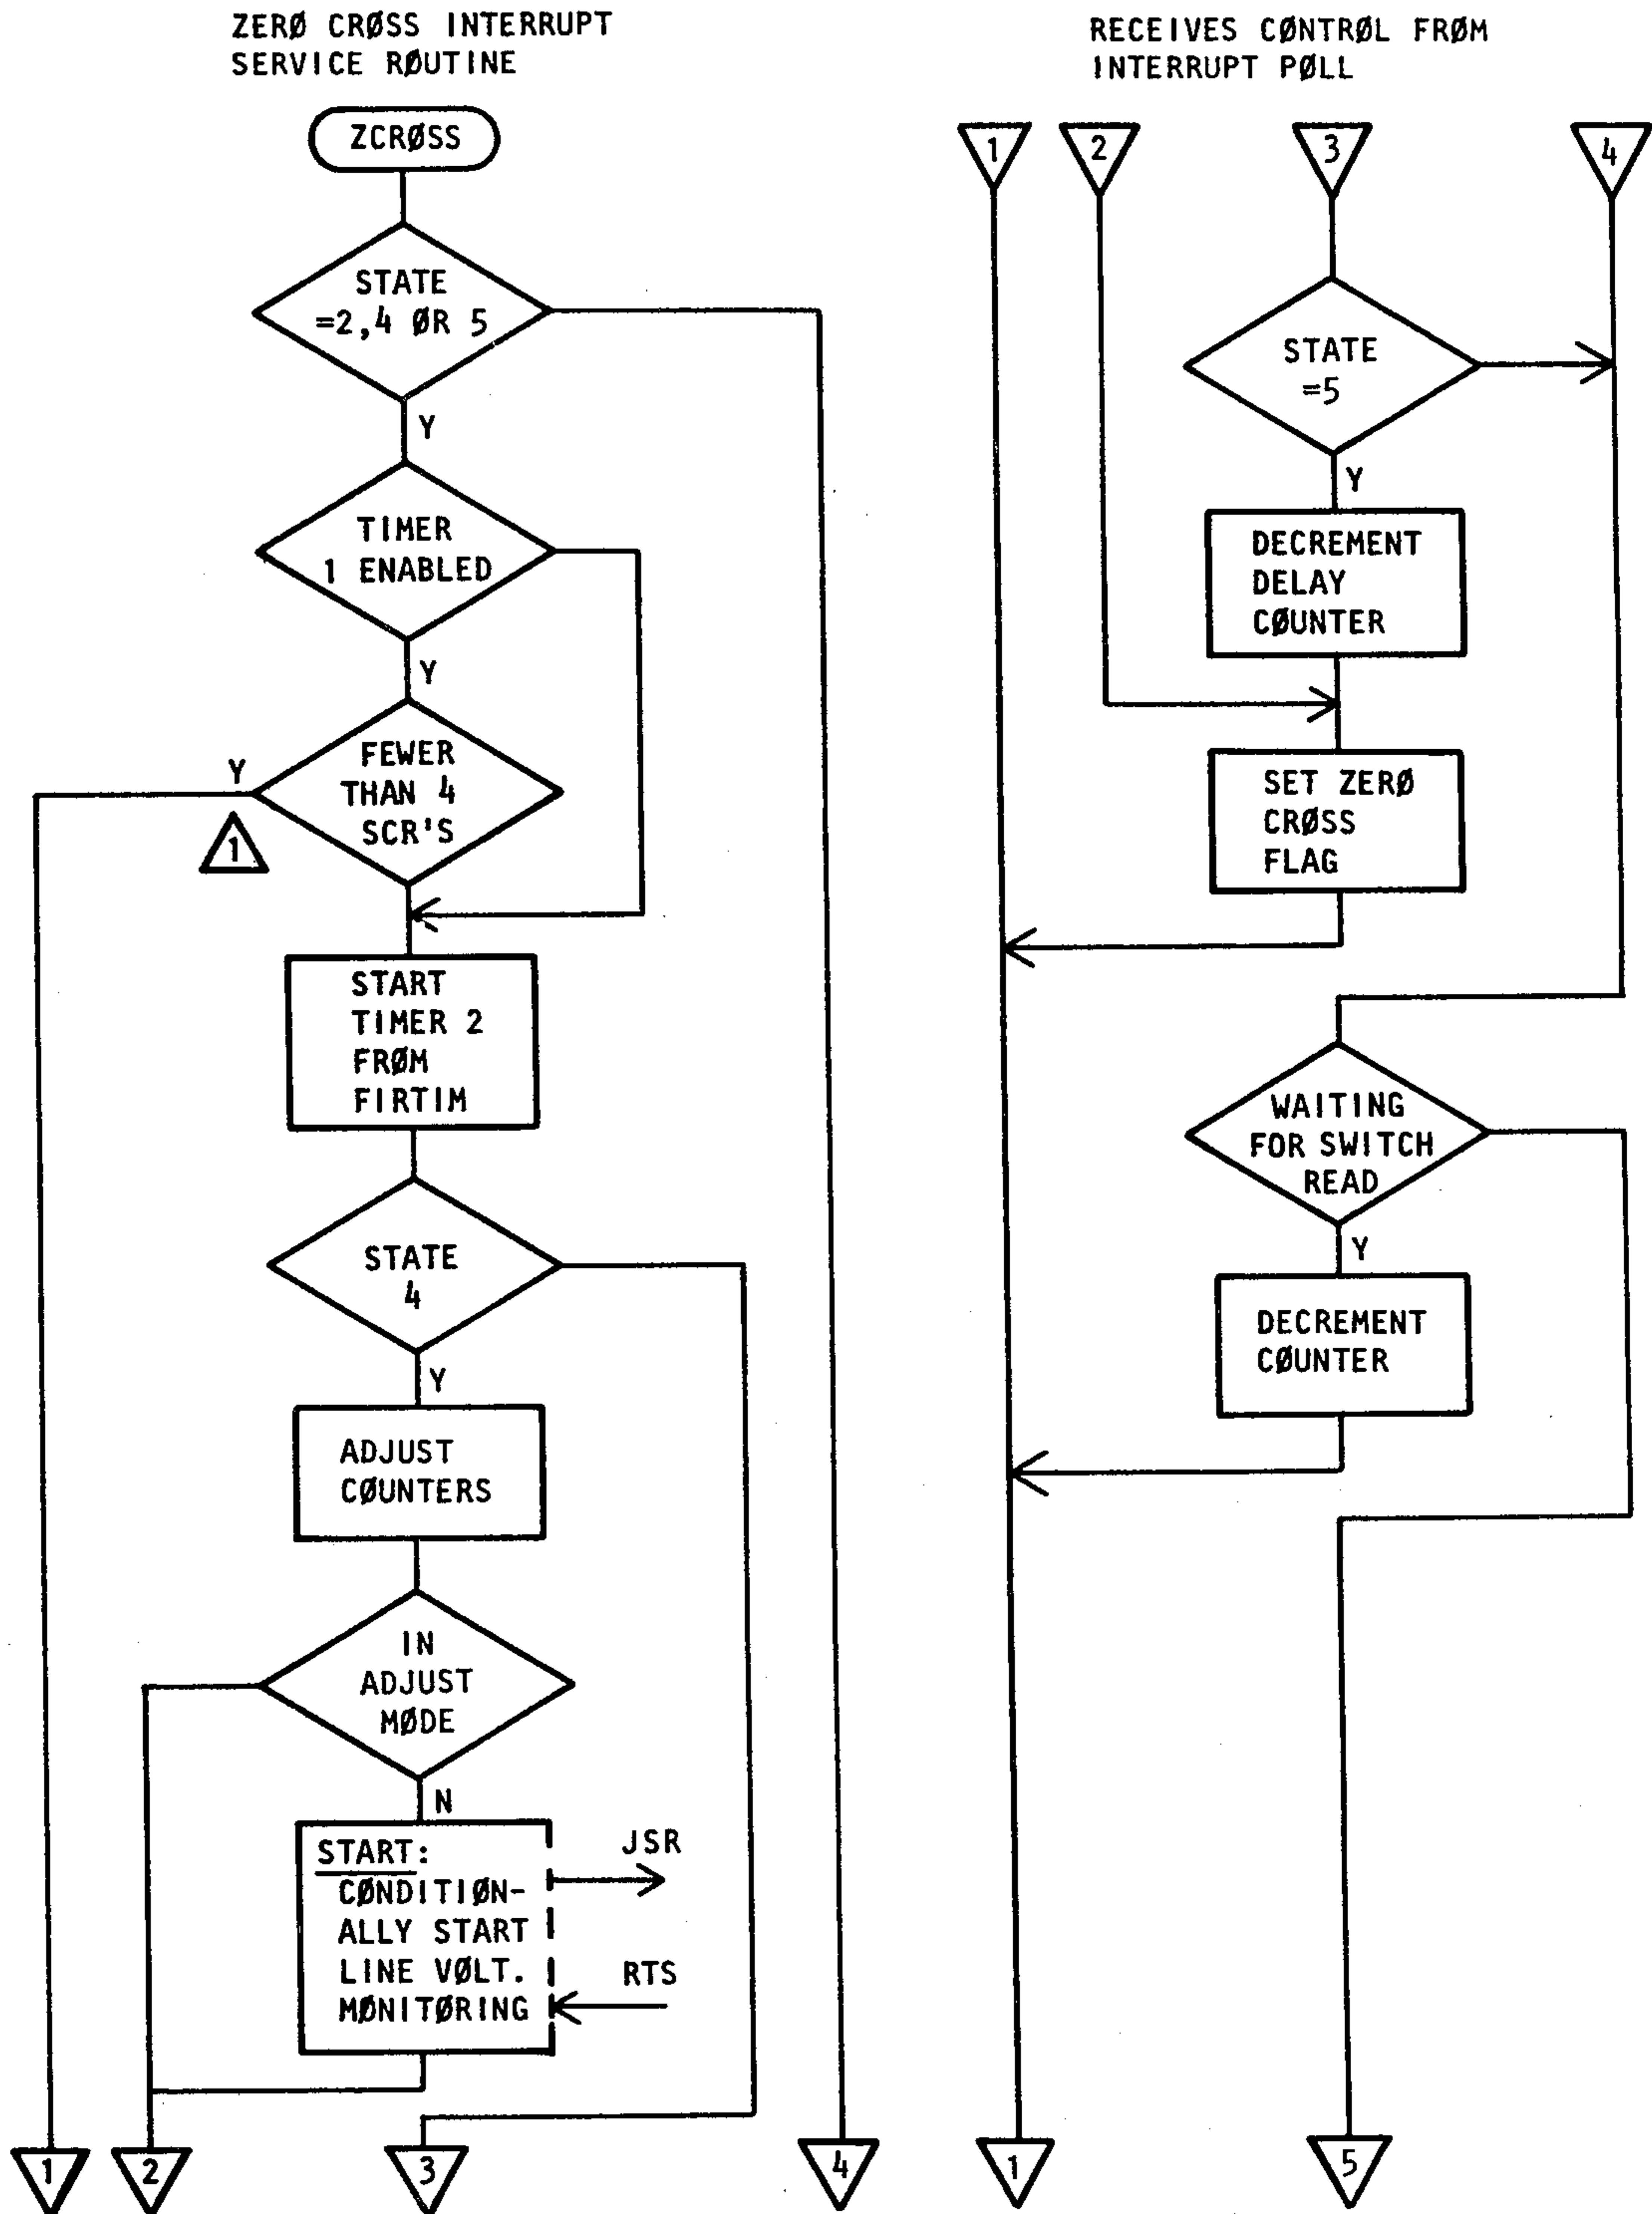 ZERØ CRØSS INTERRUPT
SERVICE RØUTINE
ZCRØSS
STATE
=2,4 ØR 5
Y
TIMER
1 ENABLED
Y
FEWER
THAN 4
SCR'S
Y
1
START
TIMER 2
FRØM
FIRTIM
STATE
4
Y
ADJUST
CØUNTERS
IN
ADJUST
MØDE
N
START:
CØNDITIØN-
ALLY START
LINE VØLT.
MØNITØRING
JSR
RTS
1
2
3
4
RECEIVES CØNTRØL FRØM
INTERRUPT PØLL
1
2
3
4
STATE
=5
Y
DECREMENT
DELAY
CØUNTER
SET ZERØ
CRØSS
FLAG
WAITING
FOR SWITCH
READ
Y
DECREMENT
CØUNTER
1
5